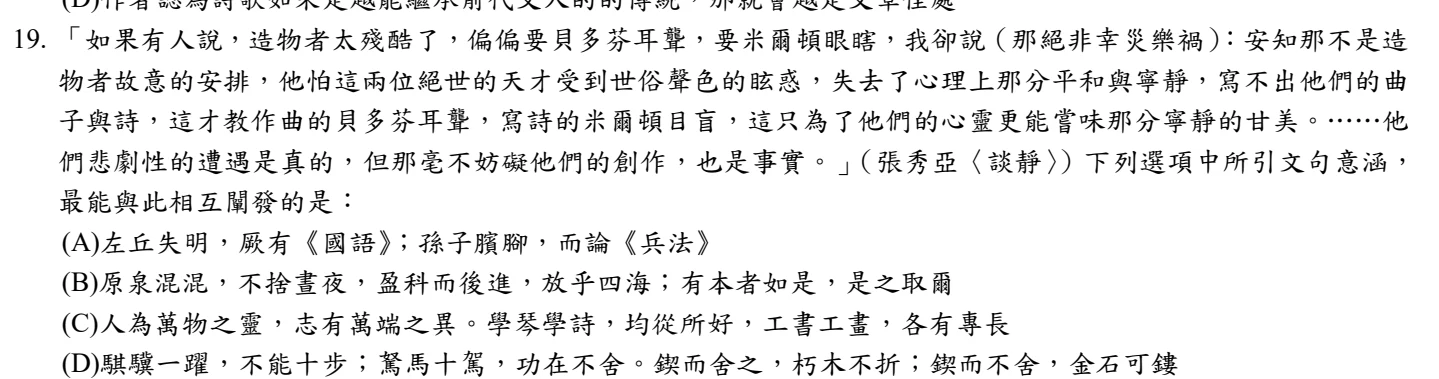 (D)作者認為詩歌如果是越能繼承前代文人的的傳統，那就會越是文章佳處
19. 「如果有人說，造物者太殘酷了，偏偏要貝多芬耳聾，要米爾頓眼瞎，我卻說（那絕非幸災樂禍）：安知那不是造
物者故意的安排，他怕這兩位絕世的天才受到世俗聲色的眩惑，失去了心理上那分平和與寧靜，寫不出他們的曲
子與詩，這才教作曲的貝多芬耳聾，寫詩的米爾頓目盲，這只為了他們的心靈更能嘗味那分寧靜的甘美。……他
們悲劇性的遭遇是真的，但那毫不妨礙他們的創作，也是事實。」（張秀亞〈談靜〉）下列選項中所引文句意涵，
最能與此相互闡發的是：
(A)左丘失明，厥有《國語》；孫子臏腳，而論《兵法》
(B)原泉混混，不捨晝夜，盈科而後進，放乎四海；有本者如是，是之取爾
(C)人為萬物之靈，志有萬端之異。學琴學詩，均從所好，工書工畫，各有專長
(D)騏驥一躍，不能十步；駑馬十駕，功在不舍。鍥而舍之，朽木不折；鍥而不舍，金石可鏤